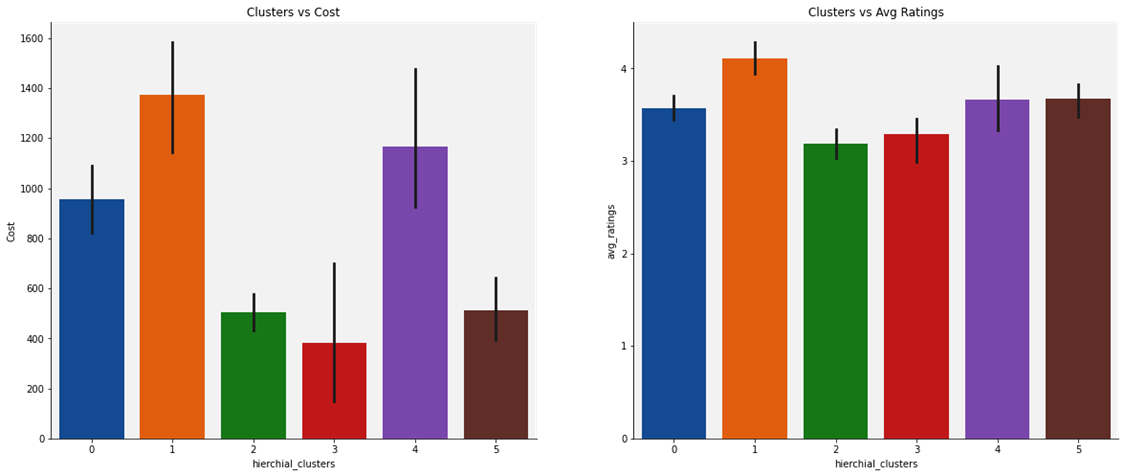 Clusters vs Cost
1600
1400
1200
1000
800
600
400
200
0
Cost
0 1 2 3 4 5
hierchial_clusters
Clusters vs Avg Ratings
4
3
2
1
0
avg_ratings
0 1 2 3 4 5
hierchial_clusters